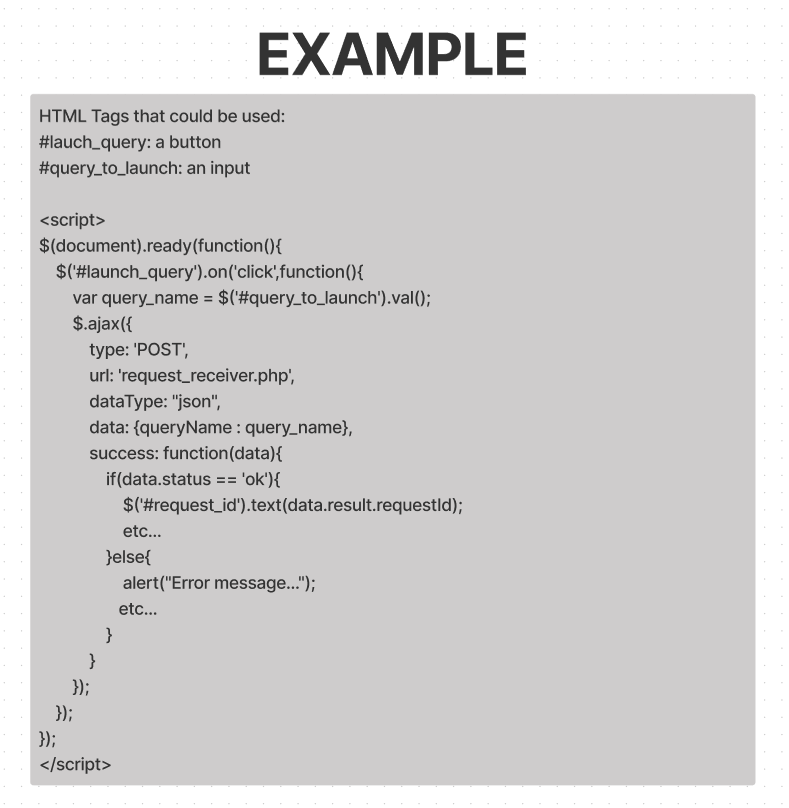 EXAMPLE
HTML Tags that could be used:
#lauch_query: a button
#query_to_launch: an input

<script>
$(document).ready(function(){
    $('#launch_query').on('click',function(){
        var query_name = $('#query_to_launch').val();
        $.ajax({
            type: 'POST',
            url: 'request_receiver.php',
            dataType: "json",
            data: {queryName : query_name},
            success: function(data){
                if(data.status == 'ok'){
                    $('#request_id').text(data.result.requestId);
                    etc...
                }else{
                    alert("Error message...");
                   etc...
                }
            }
        });
    });
});
</script>